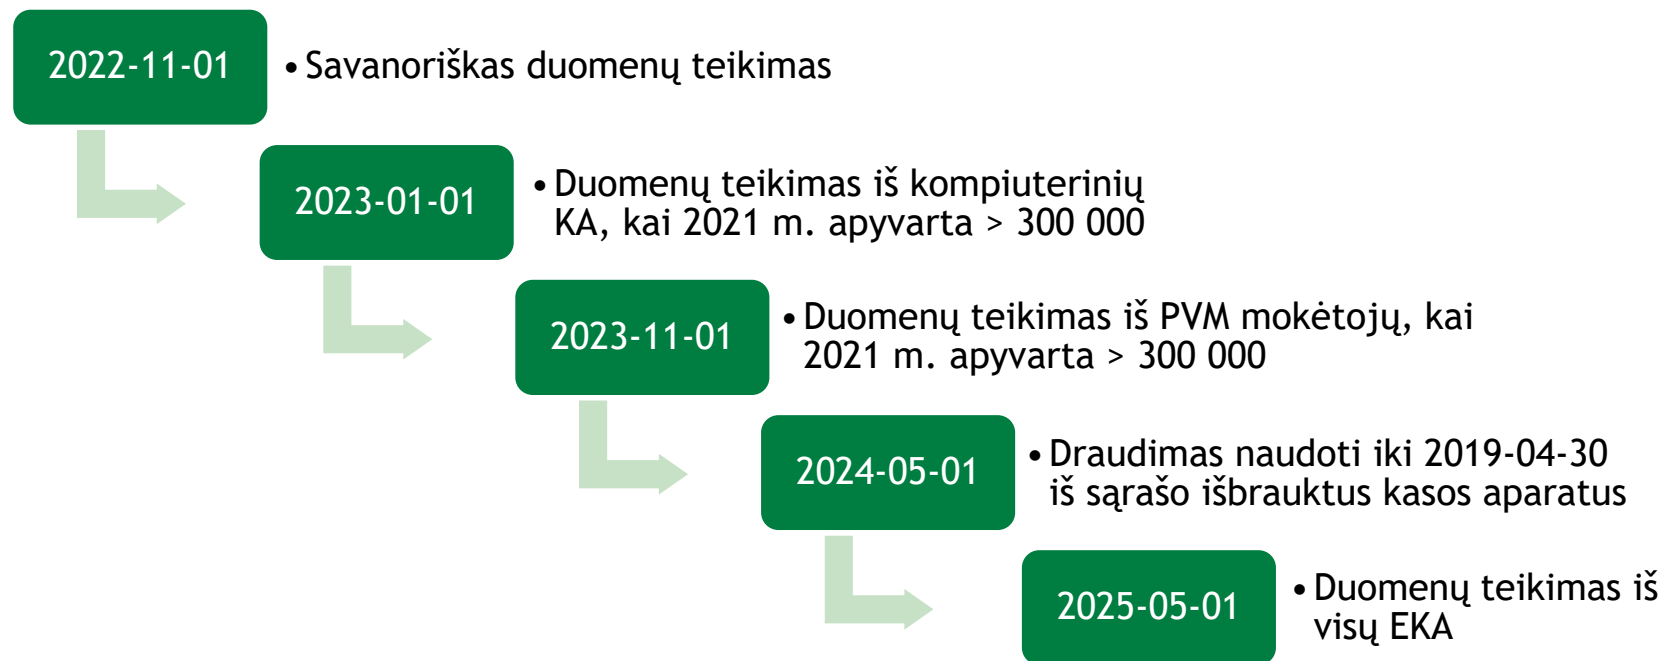 2022-11-01
• Savanoriškas duomenų teikimas
2023-01-01
• Duomenų teikimas iš kompiuterinių
KA, kai 2021 m. apyvarta > 300 000
2023-11-01
• Duomenų teikimas iš PVM mokėtojų, kai
2021 m. apyvarta > 300 000
2024-05-01
• Draudimas naudoti iki 2019-04-30
iš sąrašo išbrauktus kasos aparatus
2025-05-01
• Duomenų teikimas iš
visų EKA